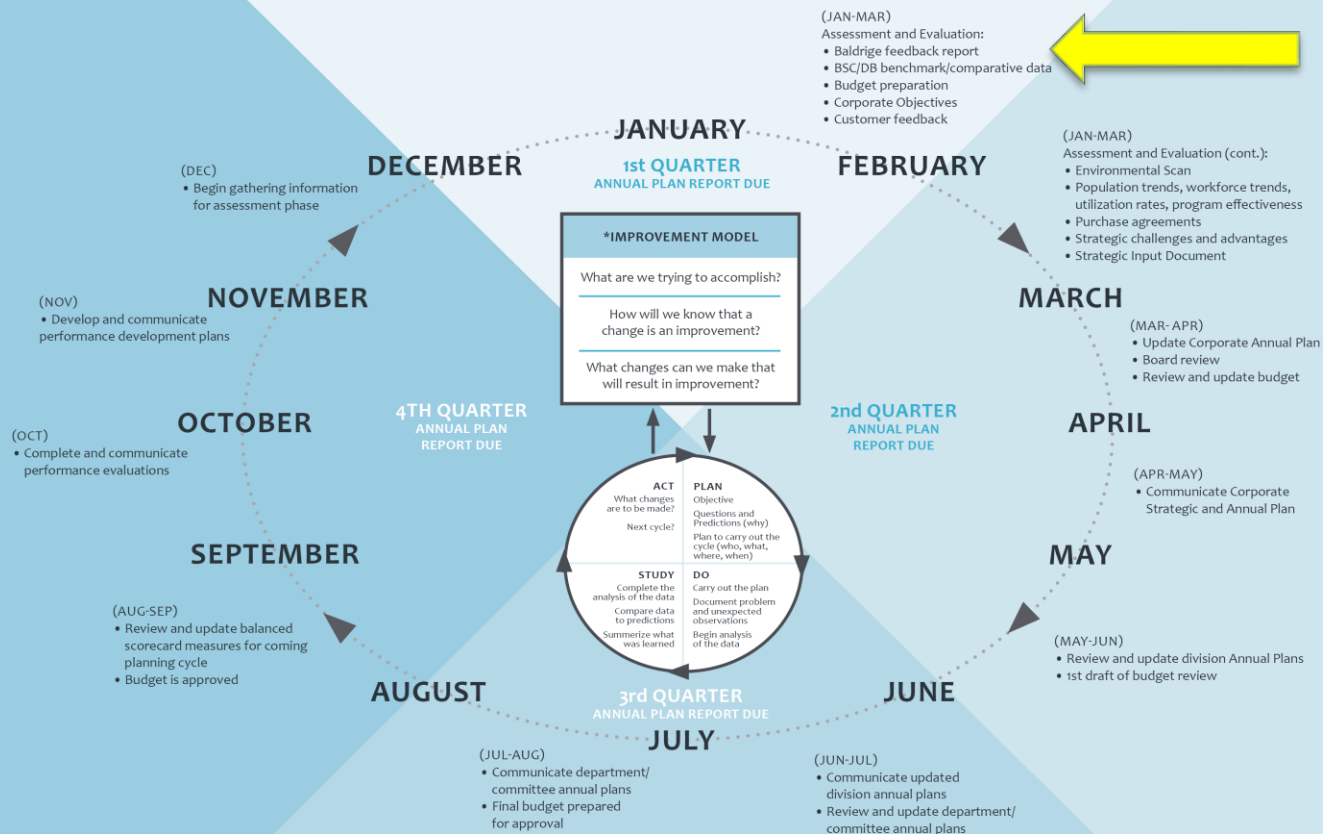 (JAN-MAR)
Assessment and Evaluation:
• Baldrige feedback report
• BSC/DB benchmark/comparative data
• Budget preparation
• Corporate Objectives
• Customer feedback
JANUARY
1st QUARTER
ANNUAL PLAN REPORT DUE
FEBRUARY
(JAN-MAR)
Assessment and Evaluation (cont.):
• Environmental Scan
• Population trends, workforce trends,
utilization rates, program effectiveness
• Purchase agreements
• Strategic challenges and advantages
• Strategic Input Document
MARCH
(MAR- APR)
• Update Corporate Annual Plan
• Board review
• Review and update budget
2nd QUARTER
ANNUAL PLAN
REPORT DUE
APRIL
(APR-MAY)
• Communicate Corporate
Strategic and Annual Plan
MAY
(MAY-JUN)
• Review and update division Annual Plans
• 1st draft of budget review
JUNE
(JUN-JUL)
• Communicate updated
division annual plans
• Review and update department/
committee annual plans
3rd QUARTER
ANNUAL PLAN REPORT DUE
JULY
(JUL-AUG)
• Communicate department/
committee annual plans
• Final budget prepared
for approval
AUGUST
(AUG-SEP)
• Review and update balanced
scorecard measures for coming
planning cycle
• Budget is approved
SEPTEMBER
(OCT)
• Complete and communicate
performance evaluations
OCTOBER
4TH QUARTER
ANNUAL PLAN
REPORT DUE
(NOV)
• Develop and communicate
performance development plans
NOVEMBER
(DEC)
• Begin gathering information
for assessment phase
DECEMBER
*IMPROVEMENT MODEL
What are we trying to accomplish?
How will we know that a
change is an improvement?
What changes can we make that
will result in improvement?
ACT
What changes
are to be made?
Next cycle?
PLAN
Objective
Questions and
Predictions (why)
Plan to carry out the
cycle (who, what,
where, when)
STUDY
Complete the
analysis of the data
Compare data
to predictions
Summerize what
was learned
DO
Carry out the plan
Document problem
and unexpected
observations
Begin analysis
of the data